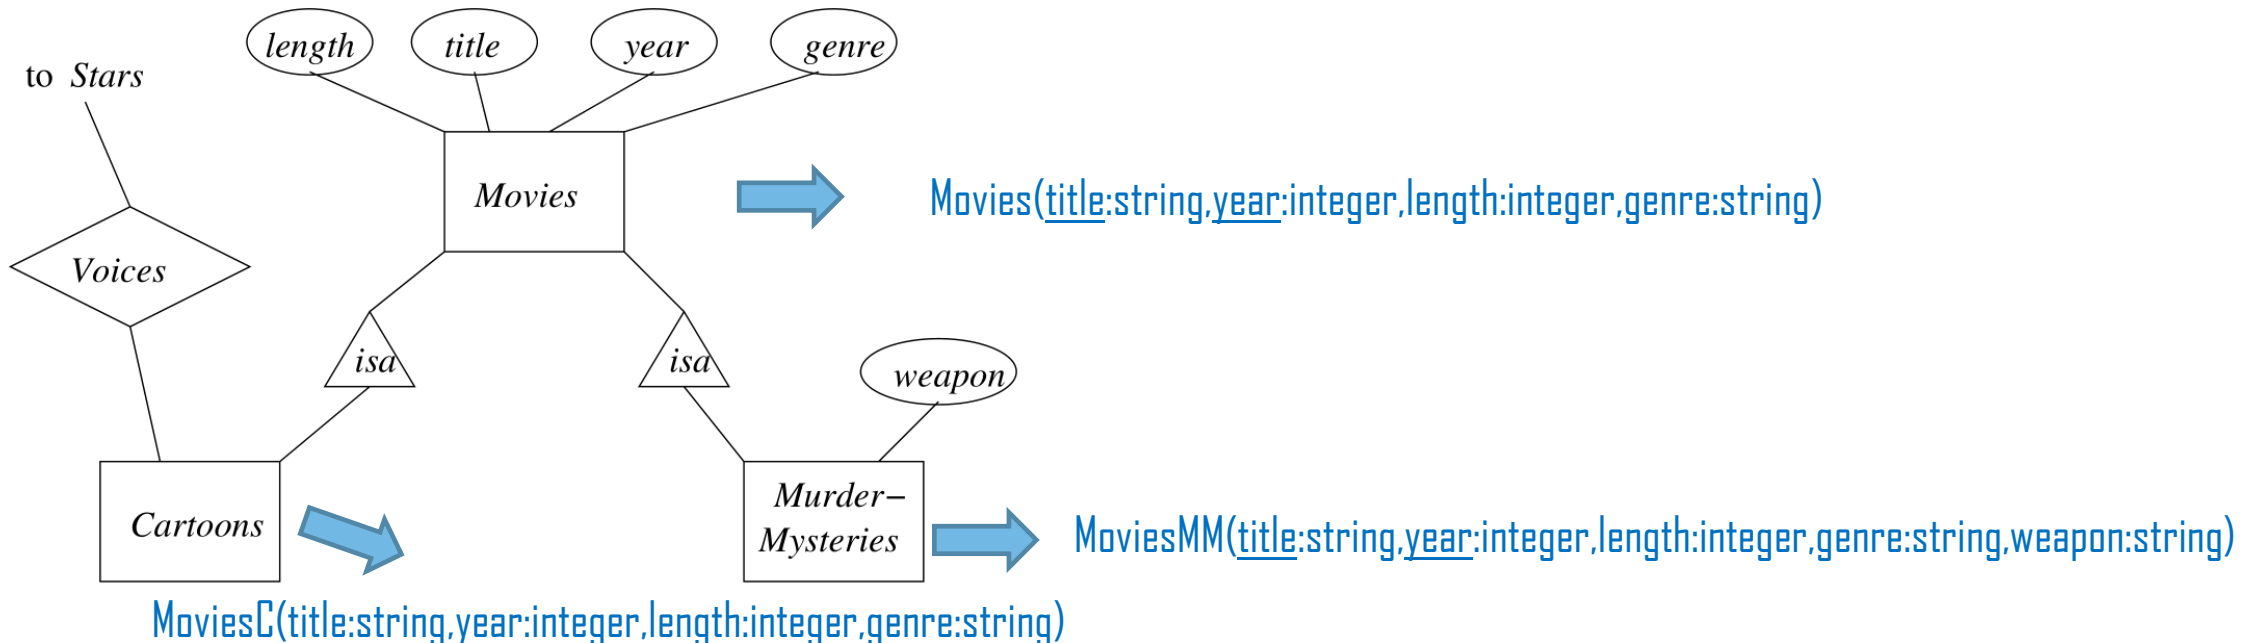 length
title
year
genre
to Stars
Movies
Movies(title:string,year:integer,length:integer,genre:string)
Voices
isa
isa
weapon
Cartoons
Murder−
Mysteries
MoviesMM(title:string,year:integer,length:integer,genre:string,weapon:string)
MoviesC(title:string,year:integer,length:integer,genre:string)